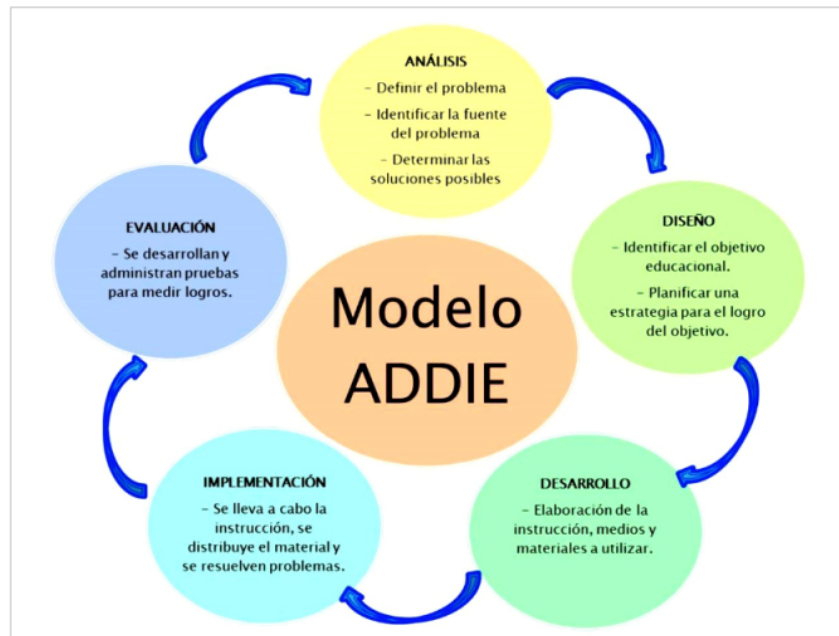 ANÁLISIS
– Definir el problema
– Identificar la fuente
del problema
– Determinar las
soluciones posibles
DISEÑO
– Identificar el objetivo
educacional.
– Planificar una
estrategia para el logro
del objetivo.
DESARROLLO
– Elaboración de la
instrucción, medios y
materiales a utilizar.
IMPLEMENTACIÓN
– Se lleva a cabo la
instrucción, se
distribuye el material y
se resuelven problemas.
EVALUACIÓN
– Se desarrollan y
administran pruebas
para medir logros.
Modelo
ADDIE